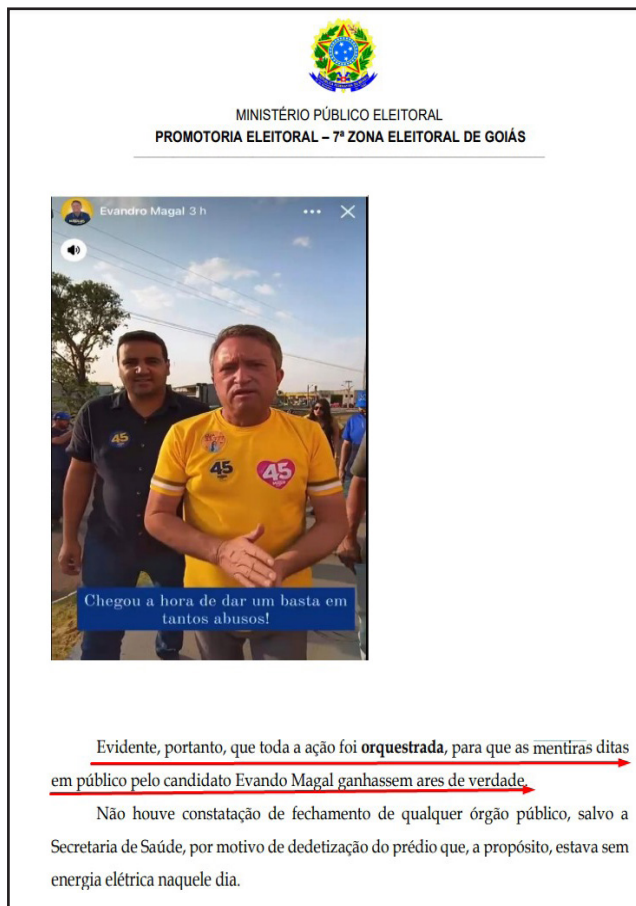 MINISTÉRIO PÚBLICO ELEITORAL
PROMOTORIA ELEITORAL – 7ª ZONA ELEITORAL DE GOIÁS
Evandro Magal 3 h
45
45
45
Chegou a hora de dar um basta em
tantos abusos!
Evidente, portanto, que toda a ação foi orquestrada, para que as mentiras ditas
em público pelo candidato Evando Magal ganhassem ares de verdade.
Não houve constatação de fechamento de qualquer órgão público, salvo a
Secretaria de Saúde, por motivo de dedetização do prédio que, a propósito, estava sem
energia elétrica naquele dia.